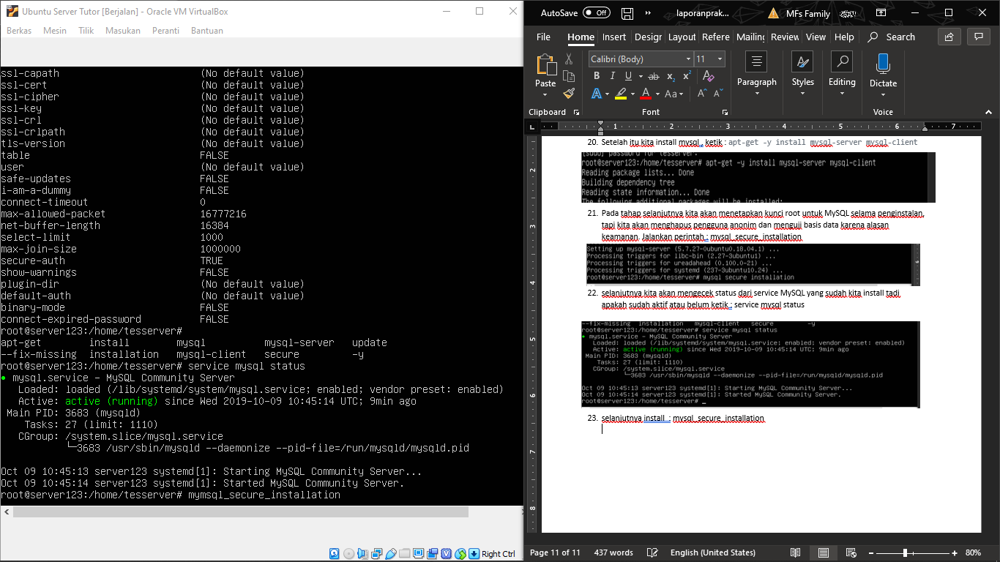 Ubuntu Server Tutor [Berjalan] - Oracle VM VirtualBox
Berkas Mesin Tilik Masukan Peranti Bantuan
ssl-capath (No default value)
ssl-cert (No default value)
ssl-cipher (No default value)
ssl-key (No default value)
ssl-crl (No default value)
ssl-crlpath (No default value)
tls-version (No default value)
table FALSE
user (No default value)
safe-updates FALSE
i-am-a-dummy FALSE
connect-timeout 0
max-allowed-packet 16777216
net-buffer-length 16384
select-limit 1000
max-join-size 1000000
secure-auth TRUE
show-warnings FALSE
plugin-dir (No default value)
default-auth (No default value)
binary-mode FALSE
connect-expired-password FALSE
root@server123:/home/tesserver#
apt-get install mysql mysql-server update
--fix-missing installation mysql-client secure -y
root@server123:/home/tesserver# service mysql status
● mysql.service - MySQL Community Server
Loaded: loaded (/lib/systemd/system/mysql.service; enabled; vendor preset: enabled)
Active: active (running) since Wed 2019-10-09 10:45:14 UTC; 9min ago
Main PID: 3683 (mysqld)
Tasks: 27 (limit: 1110)
CGroup: /system.slice/mysql.service
└─3683 /usr/sbin/mysqld --daemonize --pid-file=/run/mysqld/mysqld.pid
Oct 09 10:45:13 server123 systemd[1]: Starting MySQL Community Server...
Oct 09 10:45:14 server123 systemd[1]: Started MySQL Community Server.
root@server123:/home/tesserver# mymsql_secure_installation
Right Ctrl
AutoSave Off laporanprak... MFs Family
File Home Insert Desigr Layout Refere Mailing Review View Help Search
Calibri (Body) 11
Paste
B I U ab x₂ x²
A A Aa A A
Paragraph Styles Editing Dictate
Clipboard Font Voice
1 2 3 4 5 6 7
2 3 4 5 6 7 8
20. Setelah itu kita install mysql , ketik : apt-get -y install mysql-server mysql-client
[sudo] password for tesserver:
root@server123:/home/tesserver# apt-get -y install mysql-server mysql-client
Reading package lists... Done
Building dependency tree
Reading state information... Done
The following additional packages will be installed:
21. Pada tahap selanjutnya kita akan menetapkan kunci root untuk MySQL selama penginstalan,
tapi kita akan menghapus pengguna anonim dan menguji basis data karena alasan
keamanan. Jalankan perintah : mysql_secure_installation
Setting up mysql-server (5.7.27-0ubuntu0.18.04.1) ...
Processing triggers for libc-bin (2.27-3ubuntu1) ...
Processing triggers for ureadahead (0.100.0-21) ...
Processing triggers for systemd (237-3ubuntu10.24) ...
root@server123:/home/tesserver# mysql secure installation
22. selanjutnya kita akan mengecek status dari service MySQL yang sudah kita install tadi
apakah sudah aktif atau belum ketik : service mysql status
--fix-missing installation mysql-client secure -y
root@server123:/home/tesserver# service mysql status
● mysql.service - MySQL Community Server
Loaded: loaded (/lib/systemd/system/mysql.service; enabled; vendor preset: enabled)
Active: active (running) since Wed 2019-10-09 10:45:14 UTC; 9min ago
Main PID: 3683 (mysqld)
Tasks: 27 (limit: 1110)
CGroup: /system.slice/mysql.service
└─3683 /usr/sbin/mysqld --daemonize --pid-file=/run/mysqld/mysqld.pid
Oct 09 10:45:13 server123 systemd[1]: Starting MySQL Community Server...
Oct 09 10:45:14 server123 systemd[1]: Started MySQL Community Server.
root@server123:/home/tesserver# _
23. selanjutnya install : mysql_secure_installation
Page 11 of 11 437 words English (United States) 80%